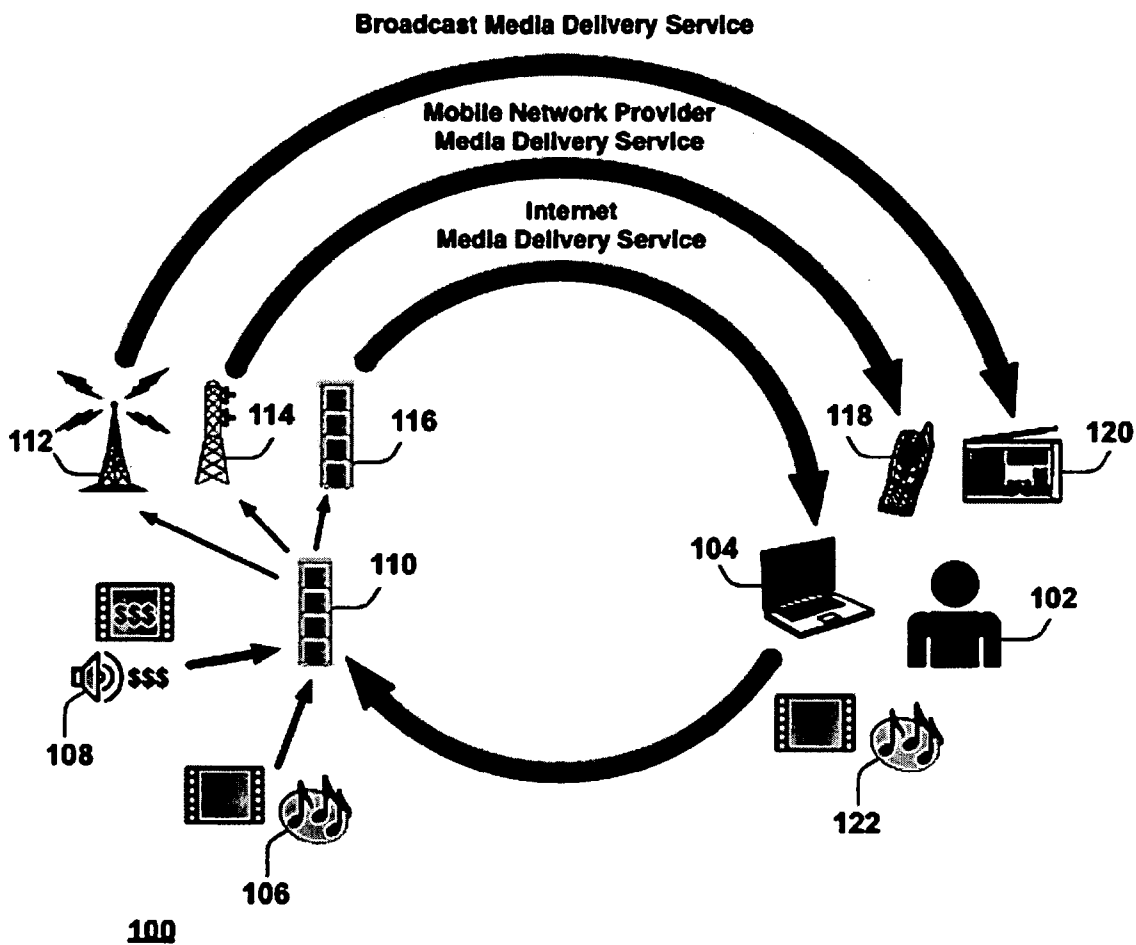 Broadcast Media Delivery Service
Mobile Network Provider
Media Delivery Service
Internet
Media Delivery Service
112
114
116
118
120
110
104
102
$$$
$$$
108
106
122
100